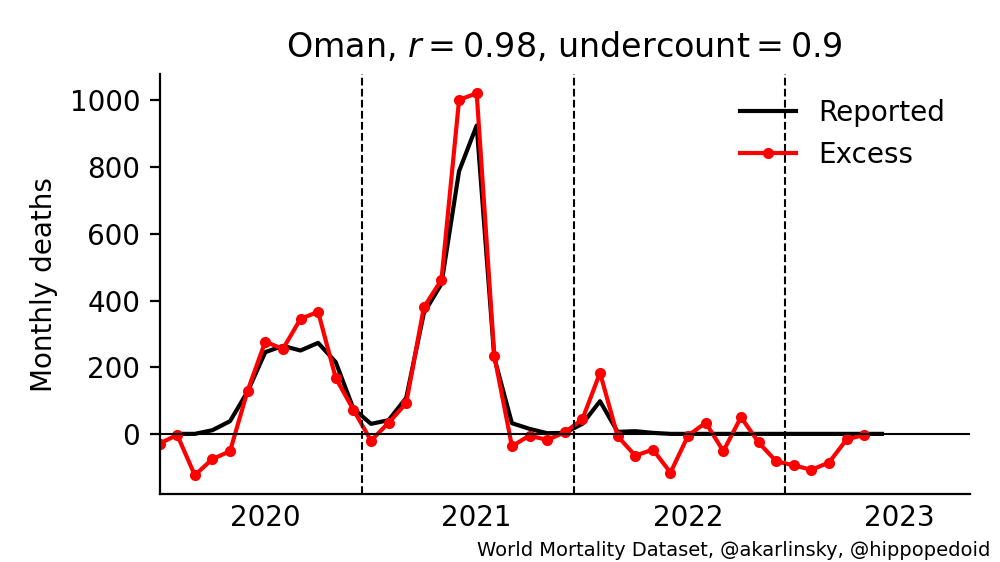 Oman, r = 0.98, undercount = 0.9
Monthly deaths
1000
800
600
400
200
0
Reported
Excess
2020 2021 2022 2023
World Mortality Dataset, @akarlinsky, @hippopedoid